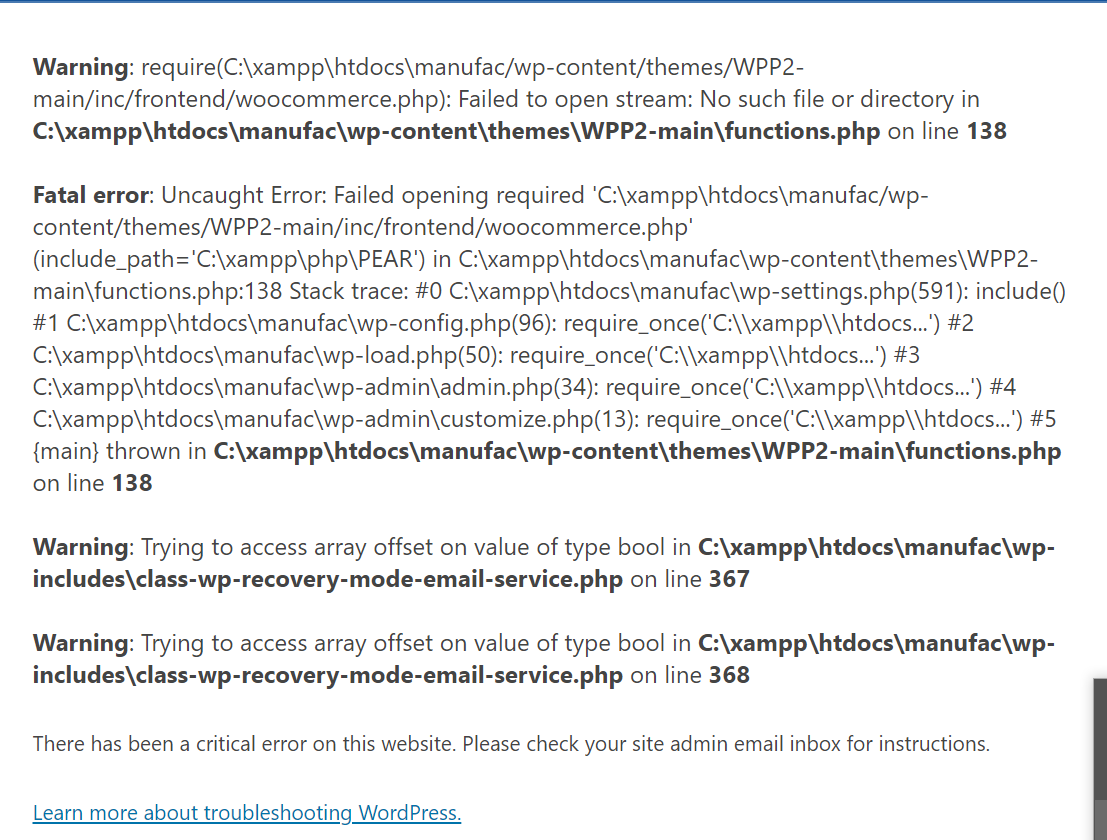 Warning: require(C:\xampp\htdocs\manufac/wp-content/themes/WPP2-
main/inc/frontend/woocommerce.php): Failed to open stream: No such file or directory in
C:\xampp\htdocs\manufac\wp-content\themes\WPP2-main\functions.php on line 138
Fatal error: Uncaught Error: Failed opening required 'C:\xampp\htdocs\manufac/wp-
content/themes/WPP2-main/inc/frontend/woocommerce.php'
(include_path='C:\xampp\php\PEAR') in C:\xampp\htdocs\manufac\wp-content\themes\WPP2-
main\functions.php:138 Stack trace: #0 C:\xampp\htdocs\manufac\wp-settings.php(591): include()
#1 C:\xampp\htdocs\manufac\wp-config.php(96): require_once('C:\\xampp\\htdocs...') #2
C:\xampp\htdocs\manufac\wp-load.php(50): require_once('C:\\xampp\\htdocs...') #3
C:\xampp\htdocs\manufac\wp-admin\admin.php(34): require_once('C:\\xampp\\htdocs...') #4
C:\xampp\htdocs\manufac\wp-admin\customize.php(13): require_once('C:\\xampp\\htdocs...') #5
{main} thrown in C:\xampp\htdocs\manufac\wp-content\themes\WPP2-main\functions.php
on line 138
Warning: Trying to access array offset on value of type bool in C:\xampp\htdocs\manufac\wp-
includes\class-wp-recovery-mode-email-service.php on line 367
Warning: Trying to access array offset on value of type bool in C:\xampp\htdocs\manufac\wp-
includes\class-wp-recovery-mode-email-service.php on line 368
There has been a critical error on this website. Please check your site admin email inbox for instructions.
Learn more about troubleshooting WordPress.